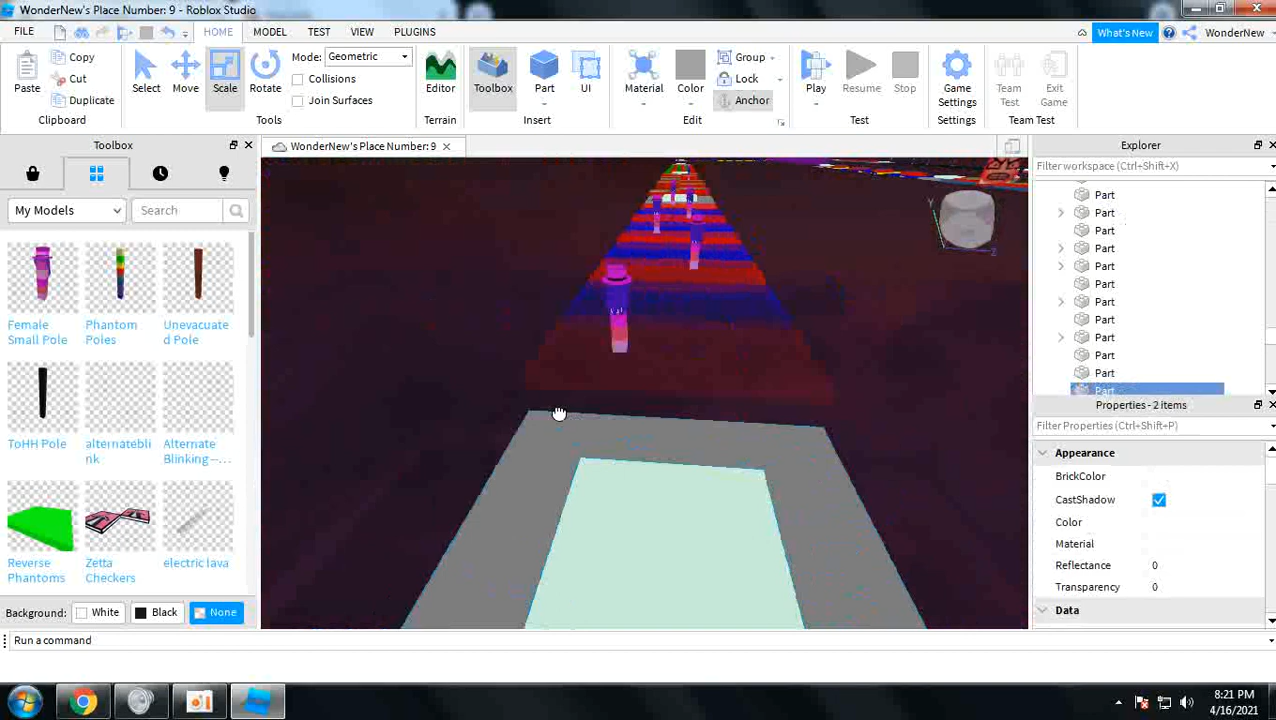 WonderNew's Place Number: 9 - Roblox Studio
FILE
HOME
MODEL
TEST
VIEW
PLUGINS
What's New
WonderNew
Paste
Copy
Cut
Duplicate
Clipboard
Select
Move
Scale
Rotate
Mode: Geometric
Collisions
Join Surfaces
Tools
Editor
Terrain
Toolbox
Part
UI
Insert
Material
Color
Group
Lock
Anchor
Edit
Play
Resume
Stop
Test
Game
Settings
Settings
Team
Test
Exit
Game
Team Test
Toolbox
WonderNew's Place Number: 9
Explorer
Filter workspace (Ctrl+Shift+X)
My Models
Search
Female
Small Pole
Phantom
Poles
Unevacuate
d Pole
ToHH Pole
alternatebli
nk
Alternate
Blinking--...
Reverse
Phantoms
Zetta
Checkers
electric lava
Background:
White
Black
None
Y
Z
Part
Part
Part
Part
Part
Part
Part
Part
Part
Part
Part
Part
Properties - 2 items
Filter Properties (Ctrl+Shift+P)
Appearance
BrickColor
CastShadow
Color
Material
Reflectance 0
Transparency 0
Data
Run a command
8:21 PM
4/16/2021